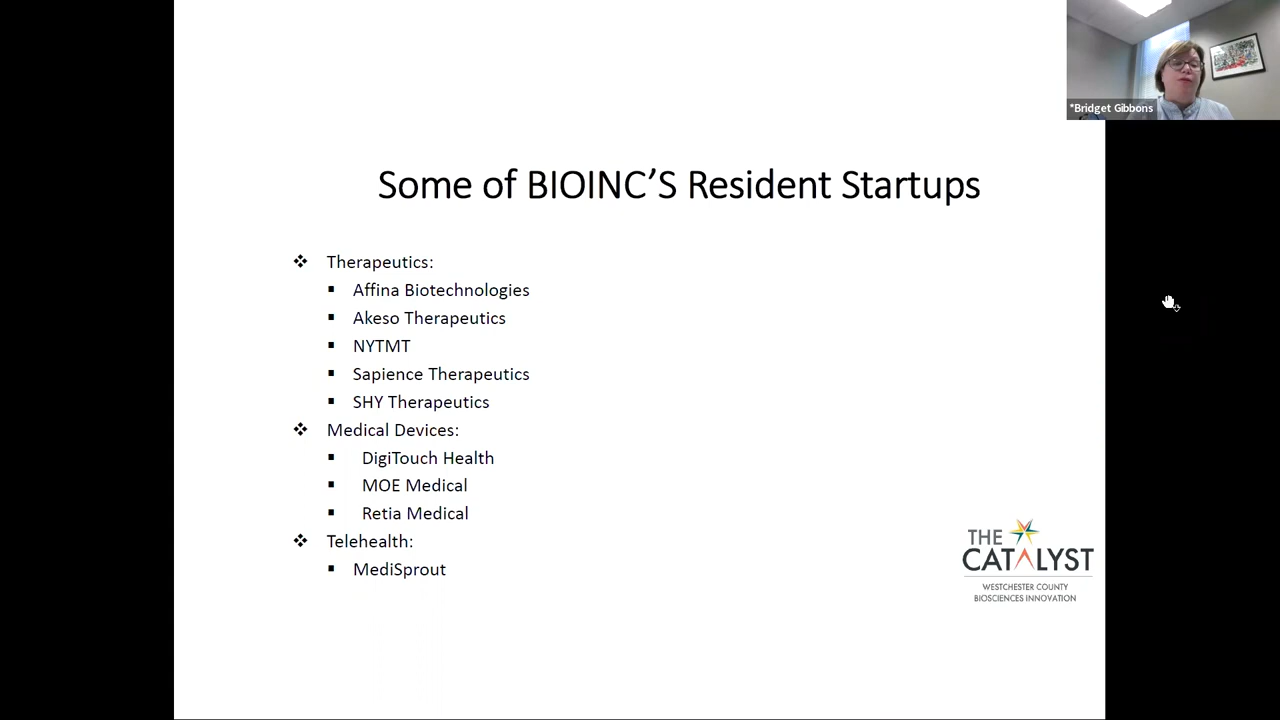 *Bridget Gibbons
Some of BIOINC’S Resident Startups
Therapeutics:
Affina Biotechnologies
Akeso Therapeutics
NYTMT
Sapience Therapeutics
SHY Therapeutics
Medical Devices:
DigiTouch Health
MOE Medical
Retia Medical
Telehealth:
MediSprout
THE
CATALYST
WESTCHESTER COUNTY
BIOSCIENCES INNOVATION